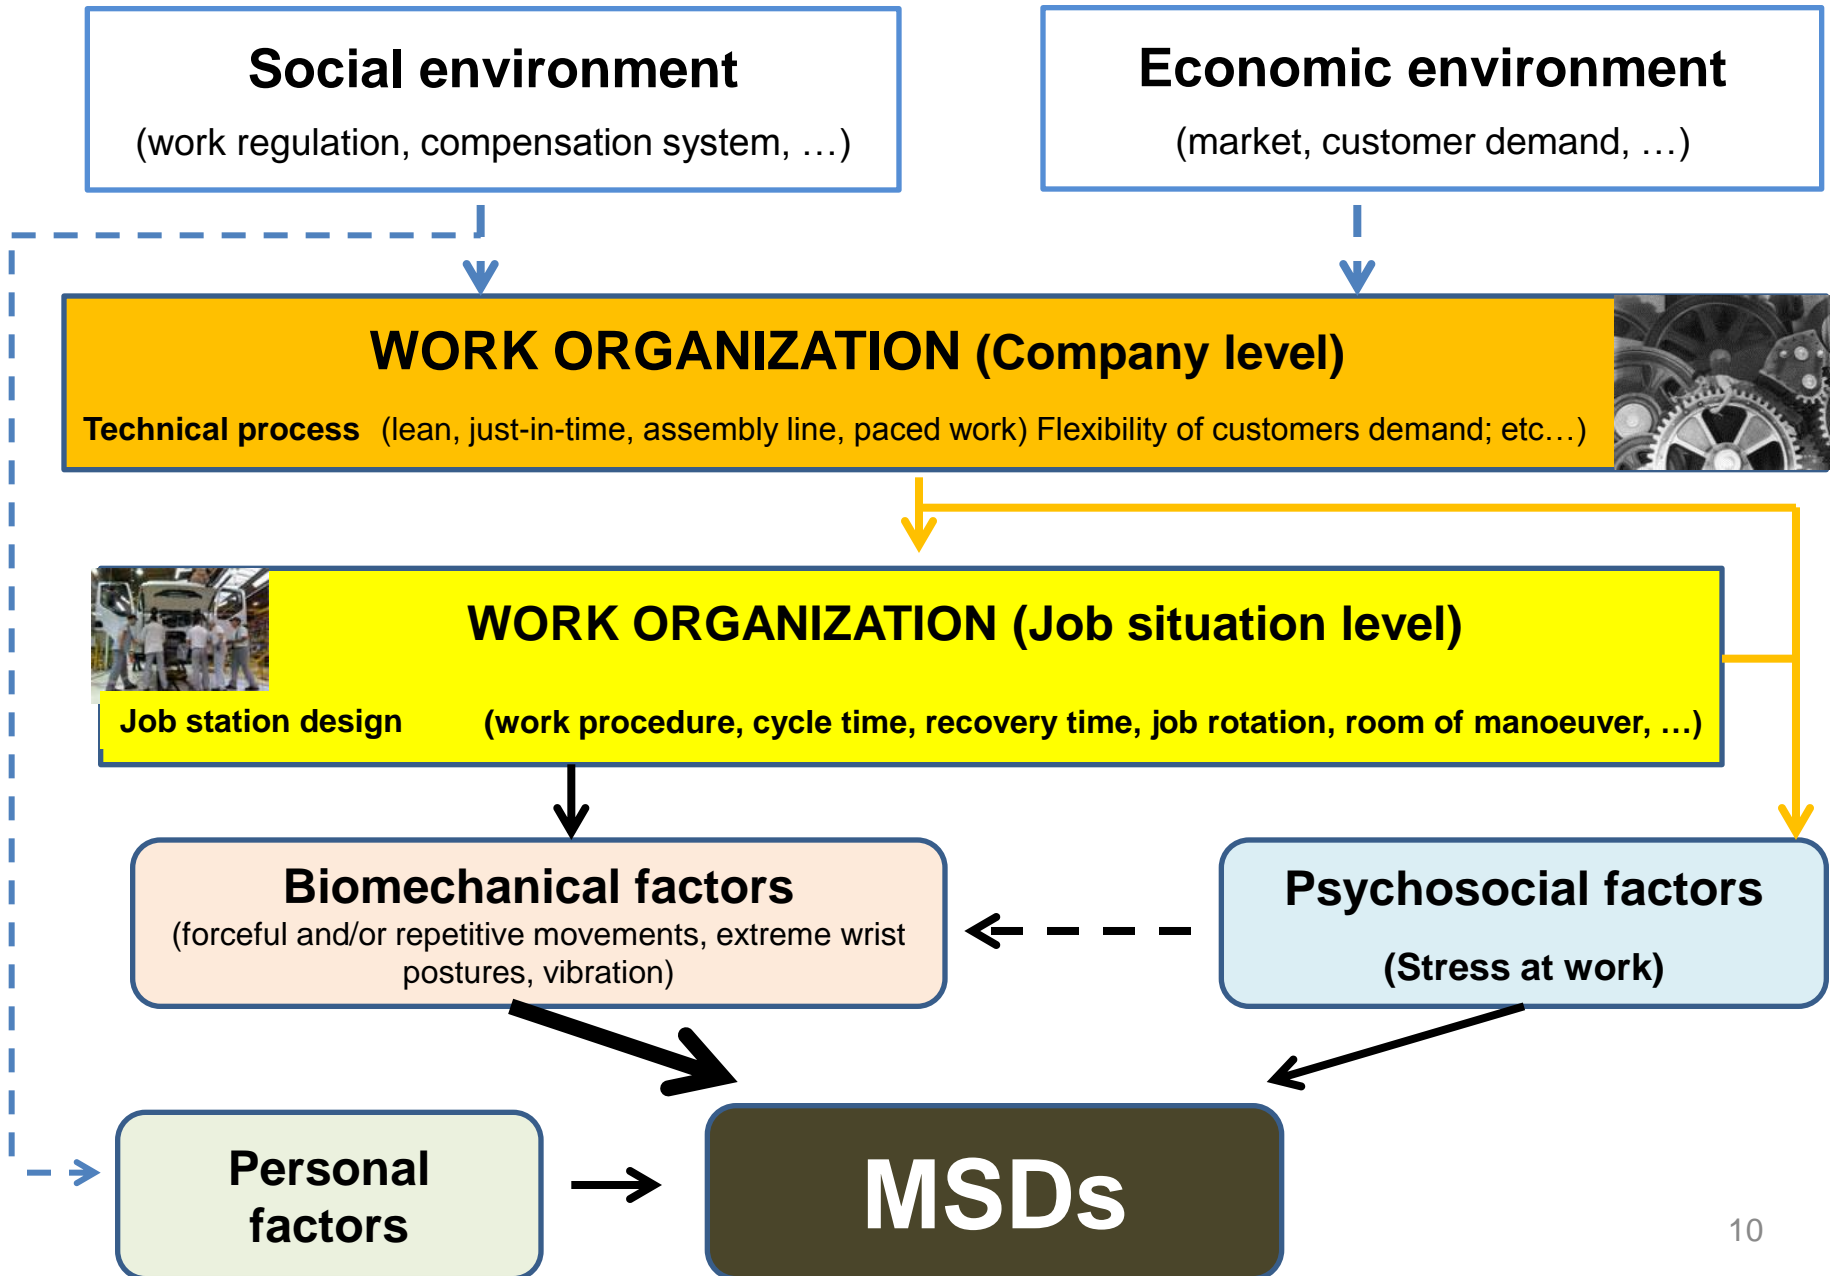 Social environment
(work regulation, compensation system, …)
Economic environment
(market, customer demand, …)
WORK ORGANIZATION (Company level)
Technical process (lean, just-in-time, assembly line, paced work) Flexibility of customers demand; etc…)
WORK ORGANIZATION (Job situation level)
Job station design (work procedure, cycle time, recovery time, job rotation, room of manoeuver, …)
Biomechanical factors
(forceful and/or repetitive movements, extreme wrist
postures, vibration)
Psychosocial factors
(Stress at work)
Personal
factors
MSDs
10